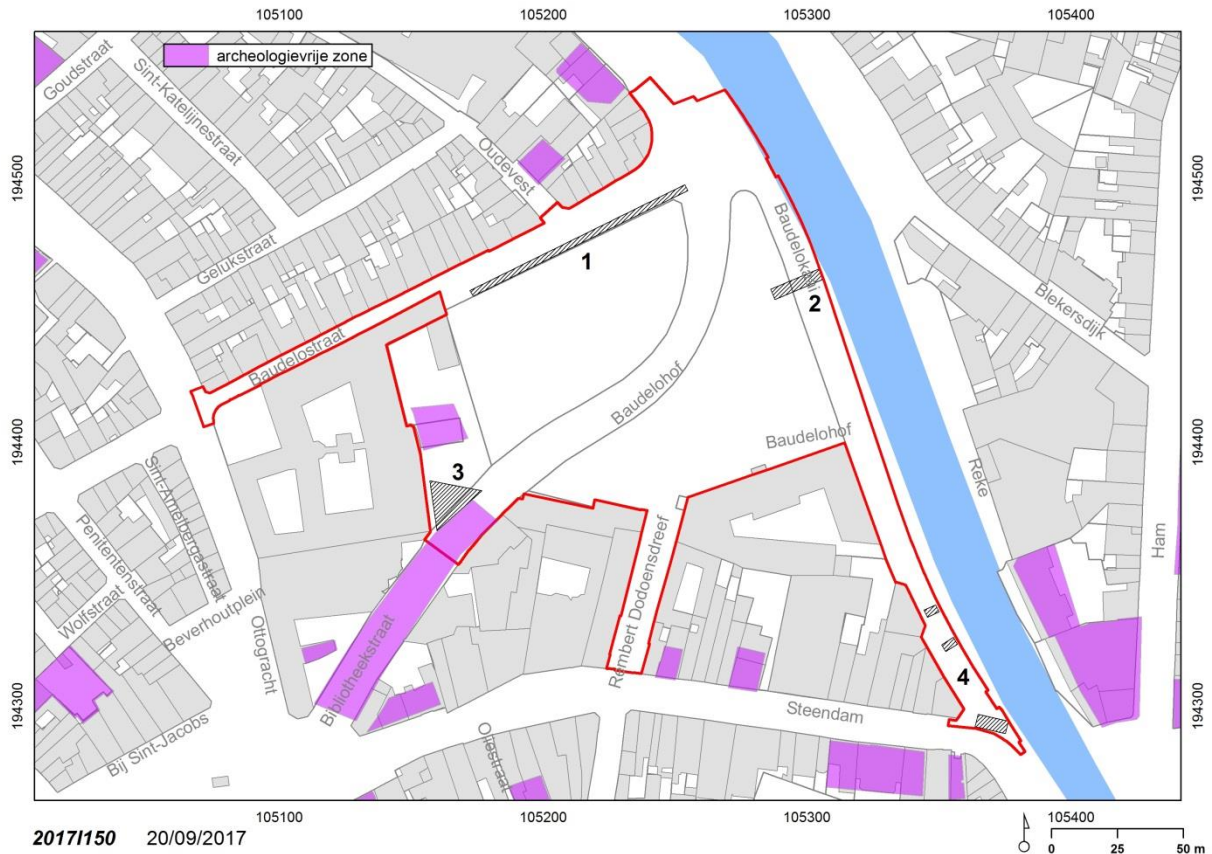 105100 105200 105300 105400
archeologievrije zone
Goudstraat
Sint-Katelijnestraat
Oudevest
194500
194500
Gelukstraat
Baudelokaai
1
2
Blekersdijk
Baudelostraat
Baudelohof
194400
194400
Baudelohof
3
Sint-Amelbergastraat
Penitentenstraat
Reke
Ham
Wolfstraat
Beverhoutplein
Ottogracht
Bibliotheekstraat
Rembert Dodoensdreef
4
194300
194300
Steendam
Bij Sint-Jacobs
Oliestraat
105100 105200 105300 105400
2017I150 20/09/2017
0 25 50 m